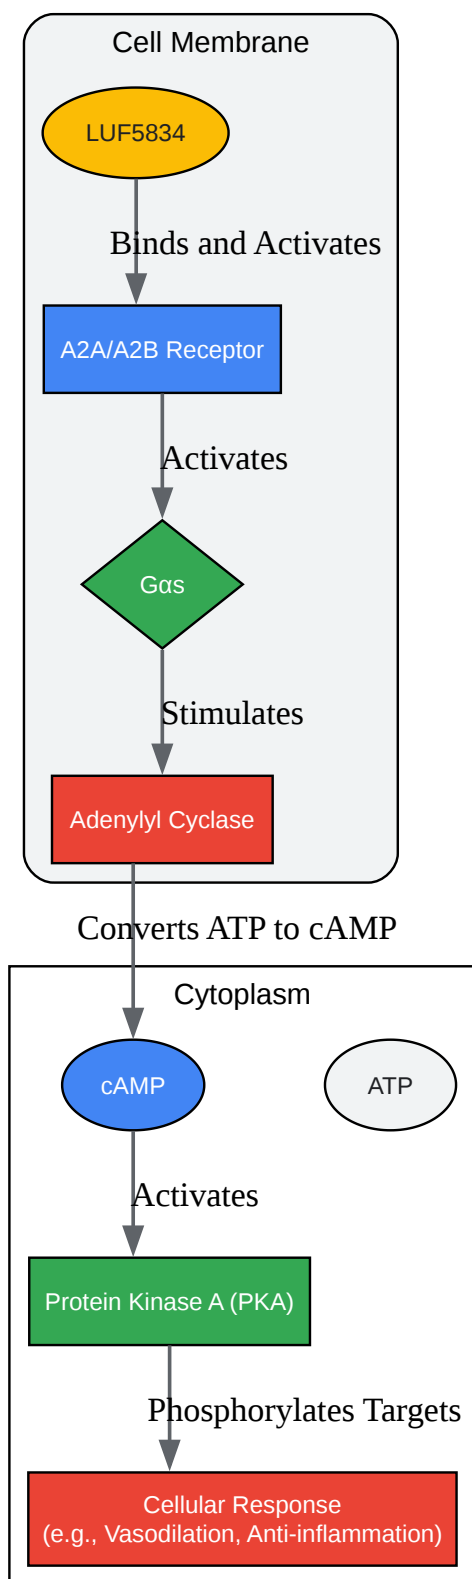 Cell Membrane
LUF5834
Binds and Activates
A2A/A2B Receptor
Activates
Gαs
Stimulates
Adenylyl Cyclase
Converts ATP to cAMP
Cytoplasm
cAMP
ATP
Activates
Protein Kinase A (PKA)
Phosphorylates Targets
Cellular Response
(e.g., Vasodilation, Anti-inflammation)